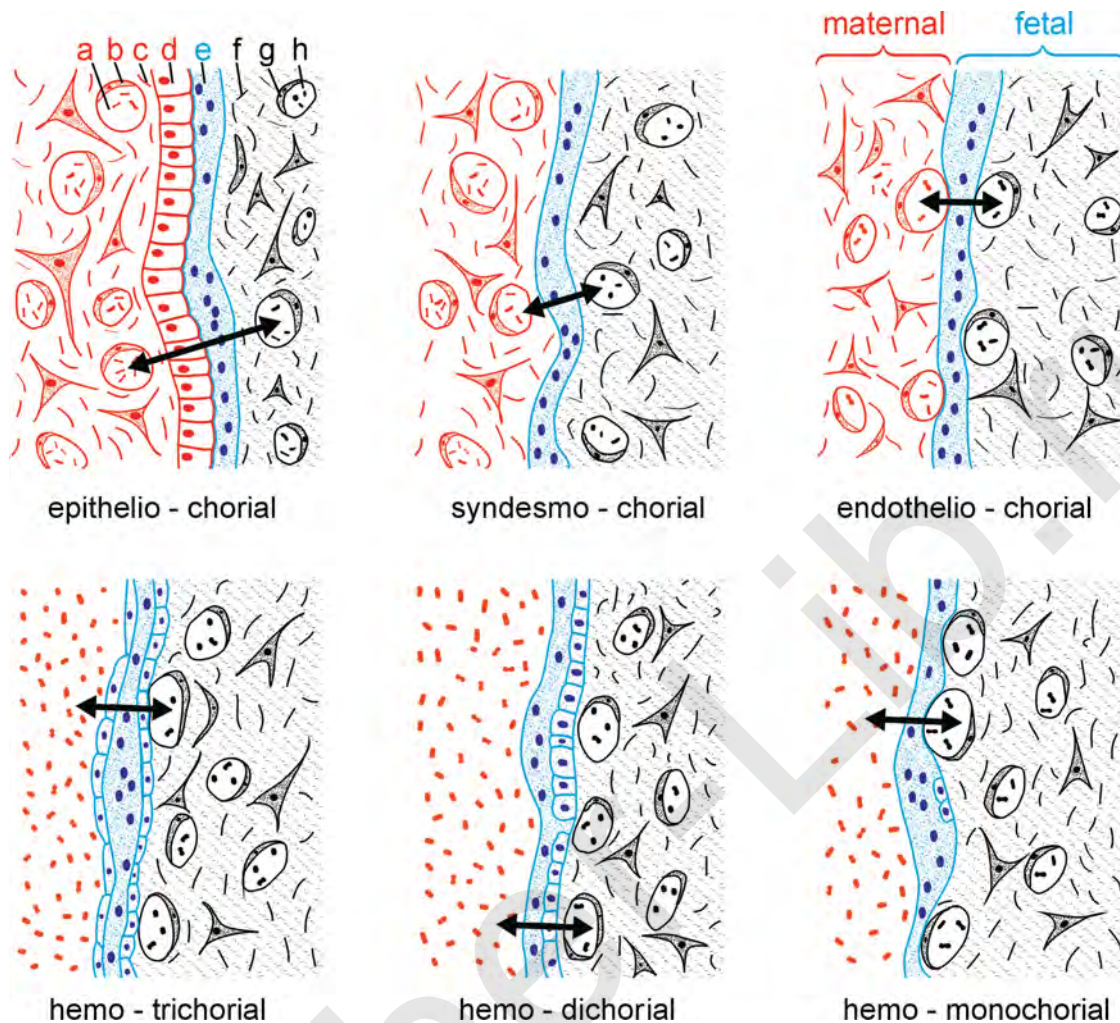 maternal fetal
a b c d e f g h
epithelio - chorial syndesmo - chorial endothelio - chorial
hemo - trichorial hemo - dichorial hemo - monochorial